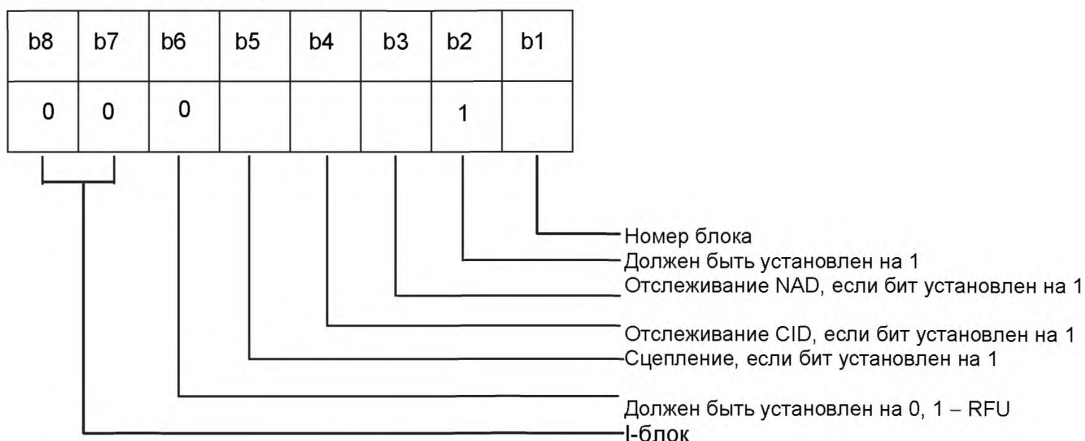 b8 b7 b6 b5 b4 b3 b2 b1
0 0 0 1
Номер блока
Должен быть установлен на 1
Отслеживание NAD, если бит установлен на 1
Отслеживание CID, если бит установлен на 1
Сцепление, если бит установлен на 1
Должен быть установлен на 0, 1 – RFU
I-блок